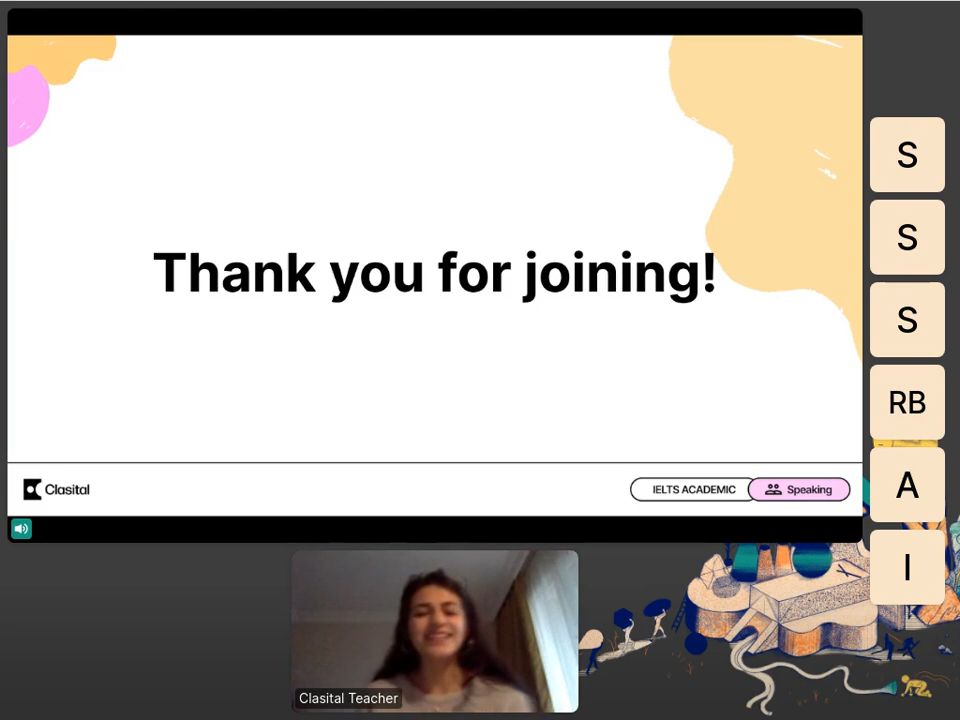 Thank you for joining!
Clasital
IELTS ACADEMIC
Speaking
S
S
S
RB
A
I
Clasital Teacher